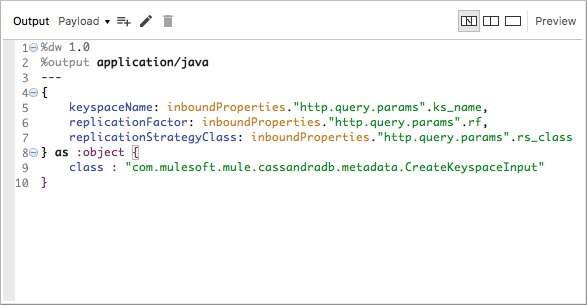 Output Payload Preview
1 %dw 1.0
2 %output application/java
3 ---
4 {
5 keyspaceName: inboundProperties."http.query.params".ks_name,
6 replicationFactor: inboundProperties."http.query.params".rf,
7 replicationStrategyClass: inboundProperties."http.query.params".rs_class
8 } as :object {
9 class : "com.mulesoft.mule.cassandradb.metadata.CreateKeyspaceInput"
10 }